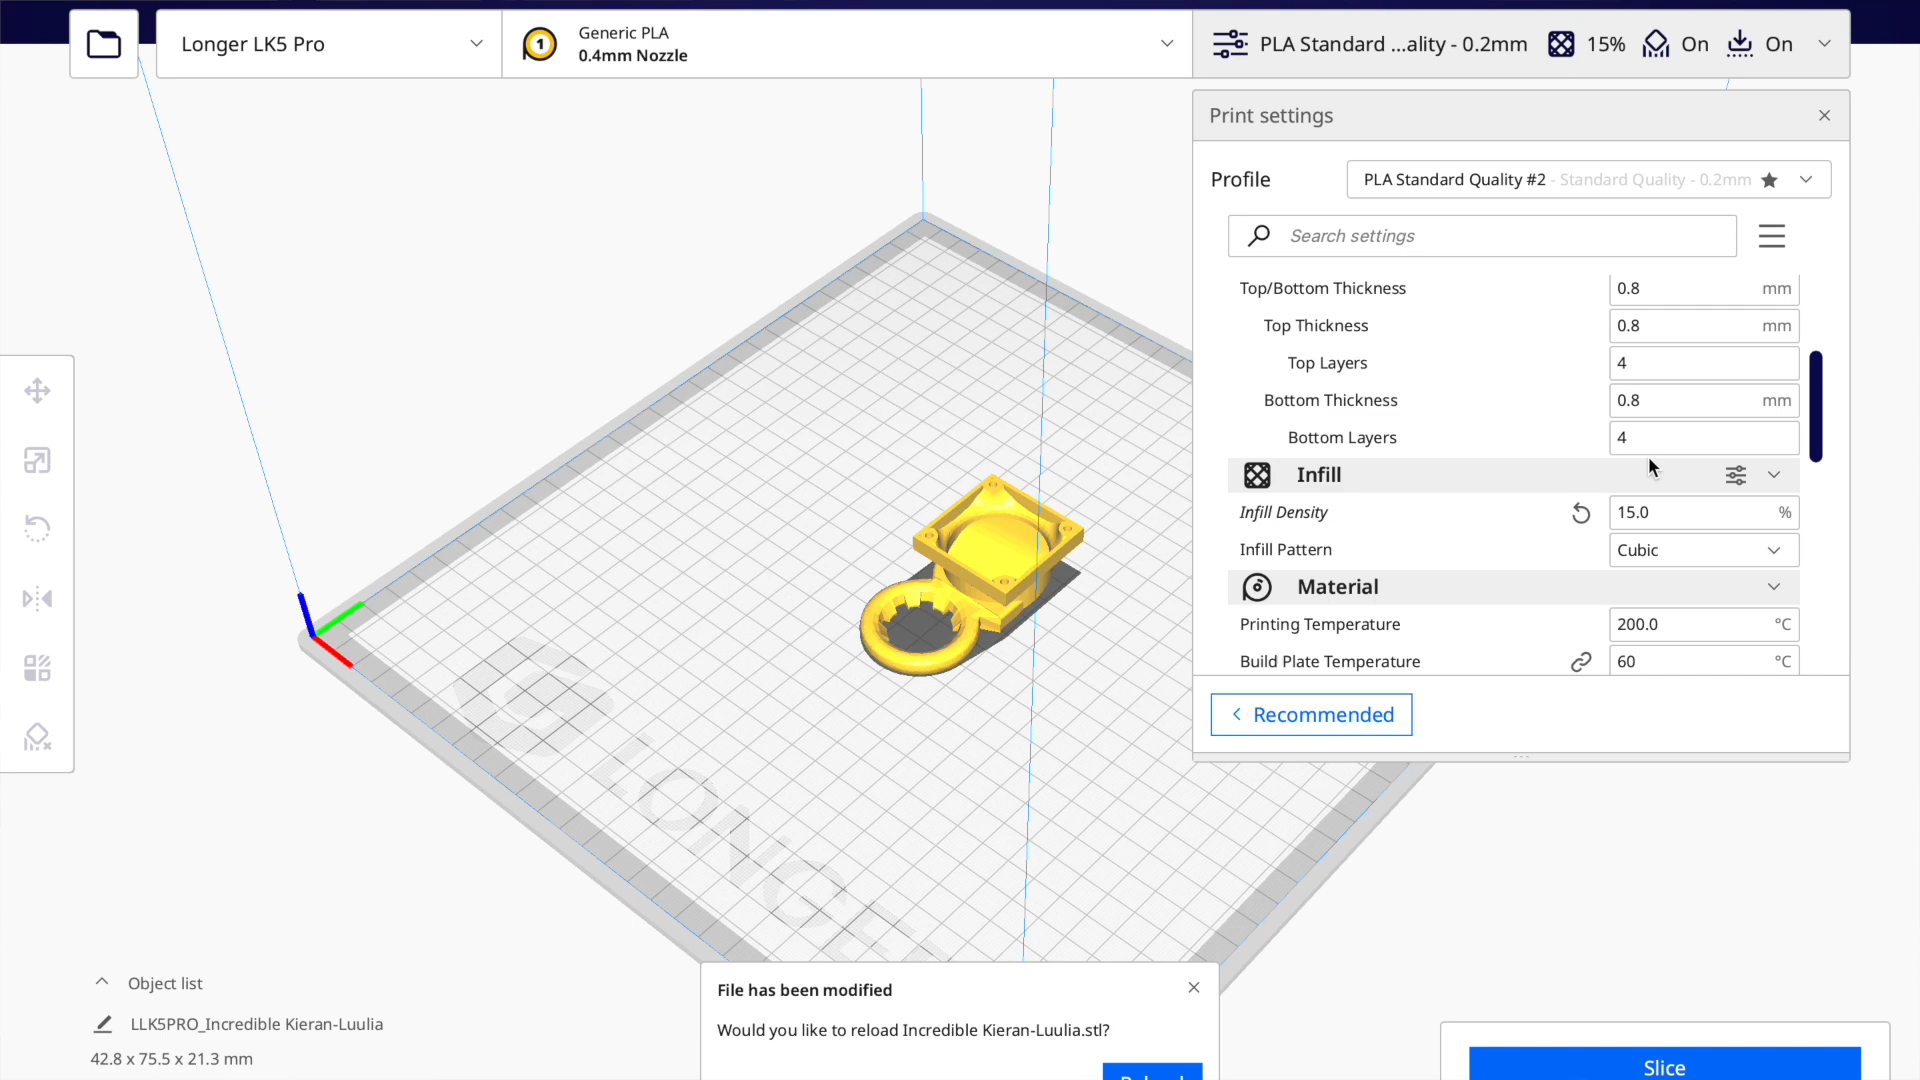 Longer LK5 Pro
1
Generic PLA
0.4mm Nozzle
PLA Standard ...ality - 0.2mm
15%
On
On
Print settings
Profile
PLA Standard Quality #2 - Standard Quality - 0.2mm
Search settings
Top/Bottom Thickness 0.8 mm
Top Thickness 0.8 mm
Top Layers 4
Bottom Thickness 0.8 mm
Bottom Layers 4
Infill
Infill Density 15.0 %
Infill Pattern Cubic
Material
Printing Temperature 200.0 °C
Build Plate Temperature 60 °C
Recommended
LONGER
Object list
LLK5PRO_Incredible Kieran-Luulia
42.8 x 75.5 x 21.3 mm
File has been modified
Would you like to reload Incredible Kieran-Luulia.stl?
Reload
Slice